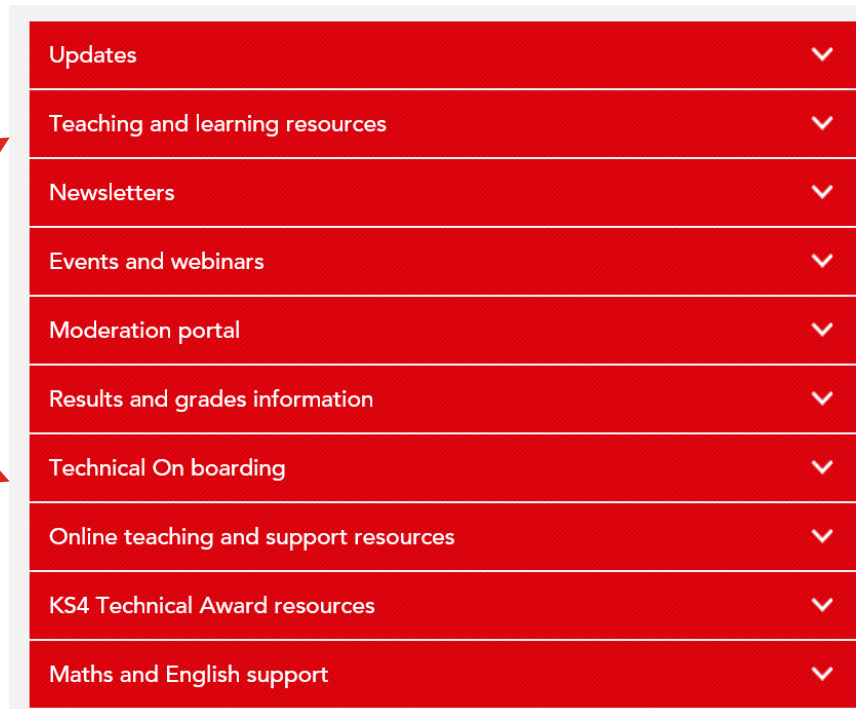 Updates
Teaching and learning resources
Newsletters
Events and webinars
Moderation portal
Results and grades information
Technical On boarding
Online teaching and support resources
KS4 Technical Award resources
Maths and English support